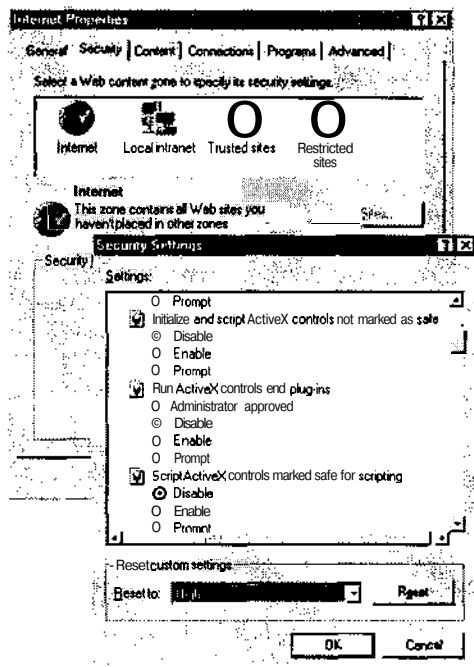 Internet Properties
General Security Content Connections Programs Advanced
Select a Web content zone to specify its security settings.
Internet Local intranet Trusted sites Restricted sites
Internet
This zone contains all Web sites you haven't placed in other zones
Sites...
Security Settings
Security
Settings:
O Prompt
Initialize and script ActiveX controls not marked as safe
© Disable
O Enable
O Prompt
Run ActiveX controls end plug-ins
O Administrator approved
© Disable
O Enable
O Prompt
Script ActiveX controls marked safe for scripting
Disable
O Enable
O Prompt
Reset custom settings
Reset to: High Reset
OK Cancel